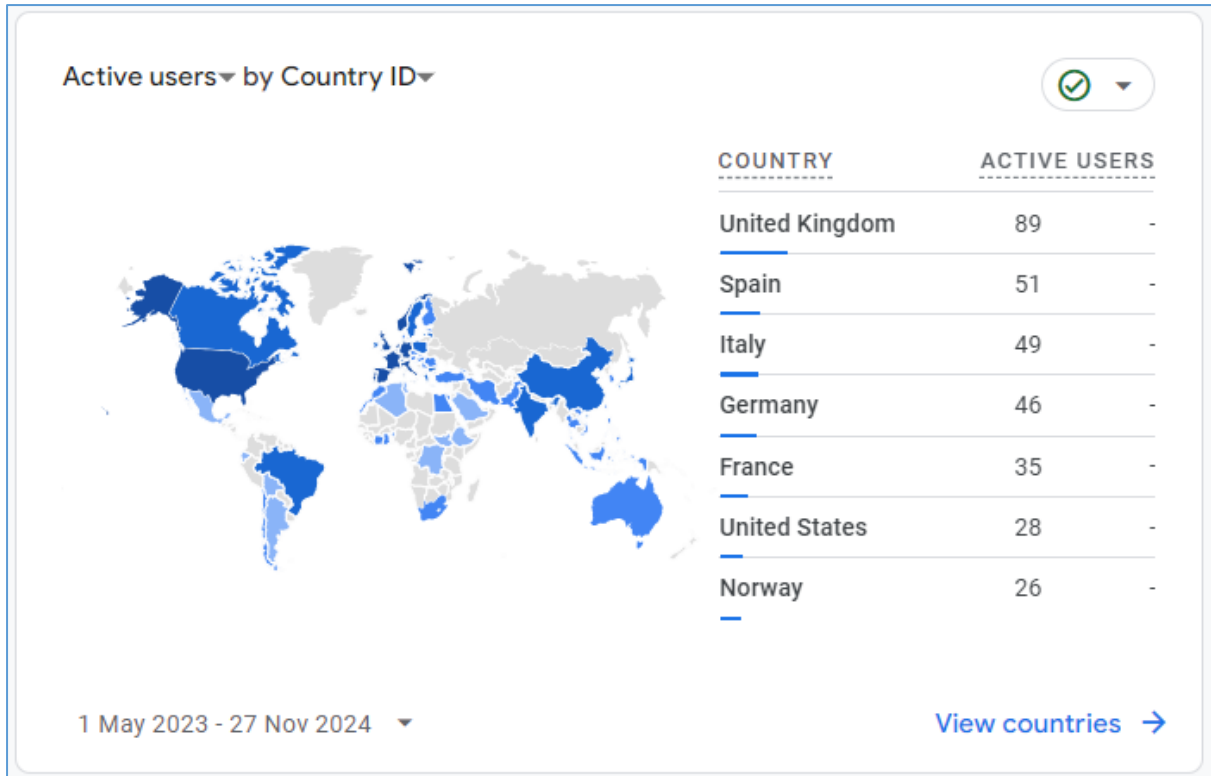 Active users by Country ID
COUNTRY ACTIVE USERS
United Kingdom 89 -
Spain 51 -
Italy 49 -
Germany 46 -
France 35 -
United States 28 -
Norway 26 -
1 May 2023 - 27 Nov 2024
View countries →